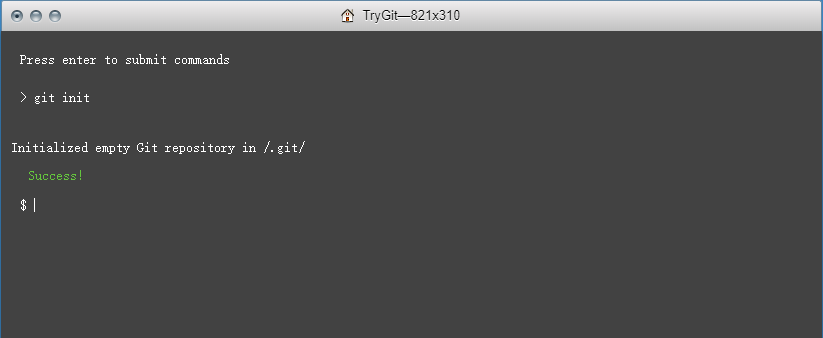 TryGit—821x310
Press enter to submit commands
> git init
Initialized empty Git repository in /.git/
Success!
$